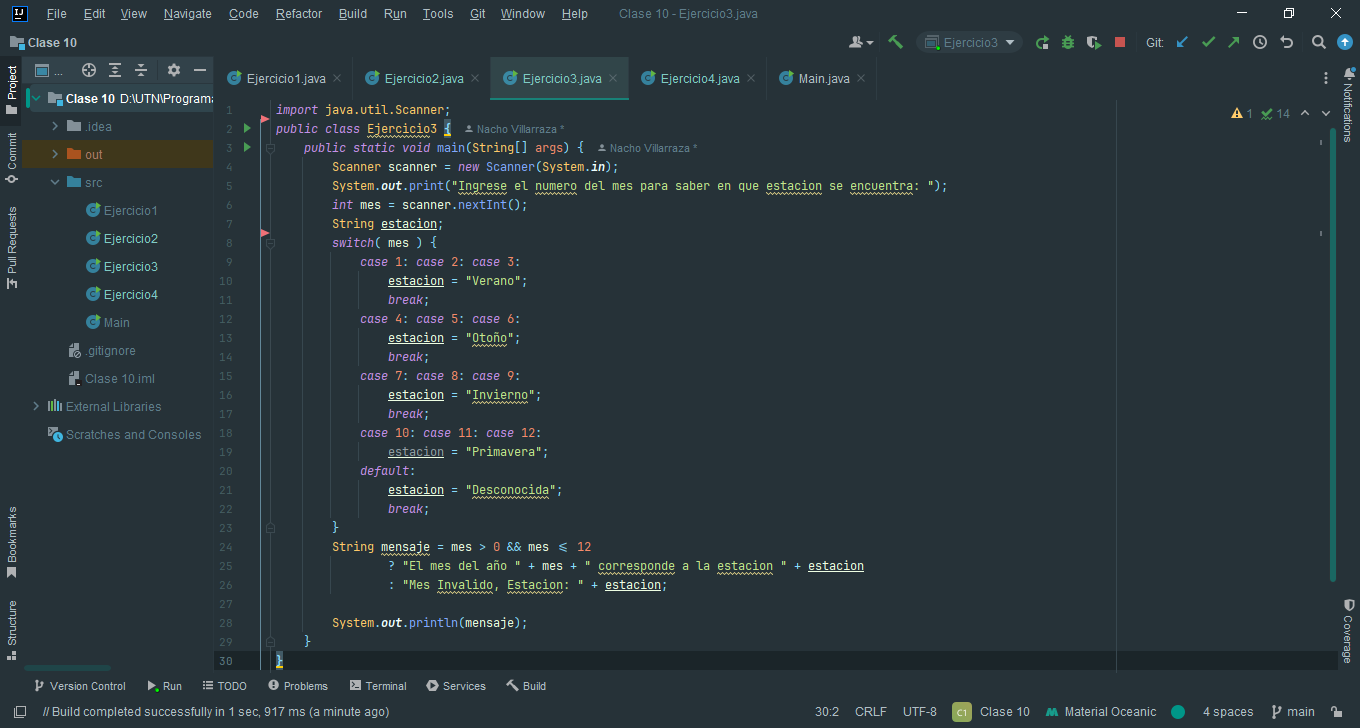 File Edit View Navigate Code Refactor Build Run Tools Git Window Help Clase 10 - Ejercicio3.java
Clase 10 Ejercicio3 Git:
... Ejercicio1.java Ejercicio2.java Ejercicio3.java Ejercicio4.java Main.java
Project
Commit
Pull Requests
Bookmarks
Structure
Clase 10 D:\UTN\Programa
.idea
out
src
Ejercicio1
Ejercicio2
Ejercicio3
Ejercicio4
Main
.gitignore
Clase 10.iml
External Libraries
Scratches and Consoles
1 import java.util.Scanner;
2 public class Ejercicio3 { Nacho Villarraza *
3 public static void main(String[] args) { Nacho Villarraza *
4 Scanner scanner = new Scanner(System.in);
5 System.out.print("Ingrese el numero del mes para saber en que estacion se encuentra: ");
6 int mes = scanner.nextInt();
7 String estacion;
8 switch( mes ) {
9 case 1: case 2: case 3:
10 estacion = "Verano";
11 break;
12 case 4: case 5: case 6:
13 estacion = "Otoño";
14 break;
15 case 7: case 8: case 9:
16 estacion = "Invierno";
17 break;
18 case 10: case 11: case 12:
19 estacion = "Primavera";
20 default:
21 estacion = "Desconocida";
22 break;
23 }
24 String mensaje = mes > 0 && mes ⩽ 12
25 ? "El mes del año " + mes + " corresponde a la estacion " + estacion
26 : "Mes Invalido, Estacion: " + estacion;
27
28 System.out.println(mensaje);
29 }
30 }
1 14
Notifications
Coverage
Version Control Run TODO Problems Terminal Services Build
// Build completed successfully in 1 sec, 917 ms (a minute ago) 30:2 CRLF UTF-8 C1 Clase 10 Material Oceanic 4 spaces main